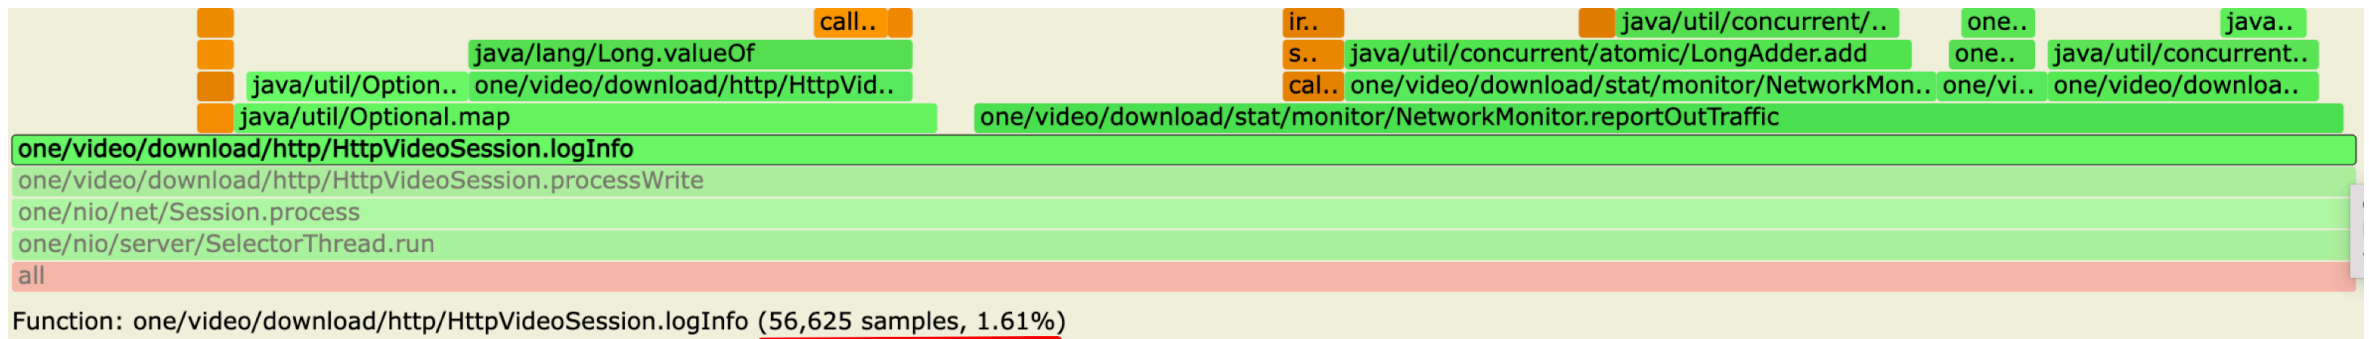 call.. ir.. java/util/concurrent/.. one.. java..
java/lang/Long.valueOf s.. java/util/concurrent/atomic/LongAdder.add one.. java/util/concurrent..
java/util/Option.. one/video/download/http/HttpVid.. cal.. one/video/download/stat/monitor/NetworkMon.. one/vi.. one/video/downloa..
java/util/Optional.map one/video/download/stat/monitor/NetworkMonitor.reportOutTraffic
one/video/download/http/HttpVideoSession.logInfo
one/video/download/http/HttpVideoSession.processWrite
one/nio/net/Session.process
one/nio/server/SelectorThread.run
all
Function: one/video/download/http/HttpVideoSession.logInfo (56,625 samples, 1.61%)